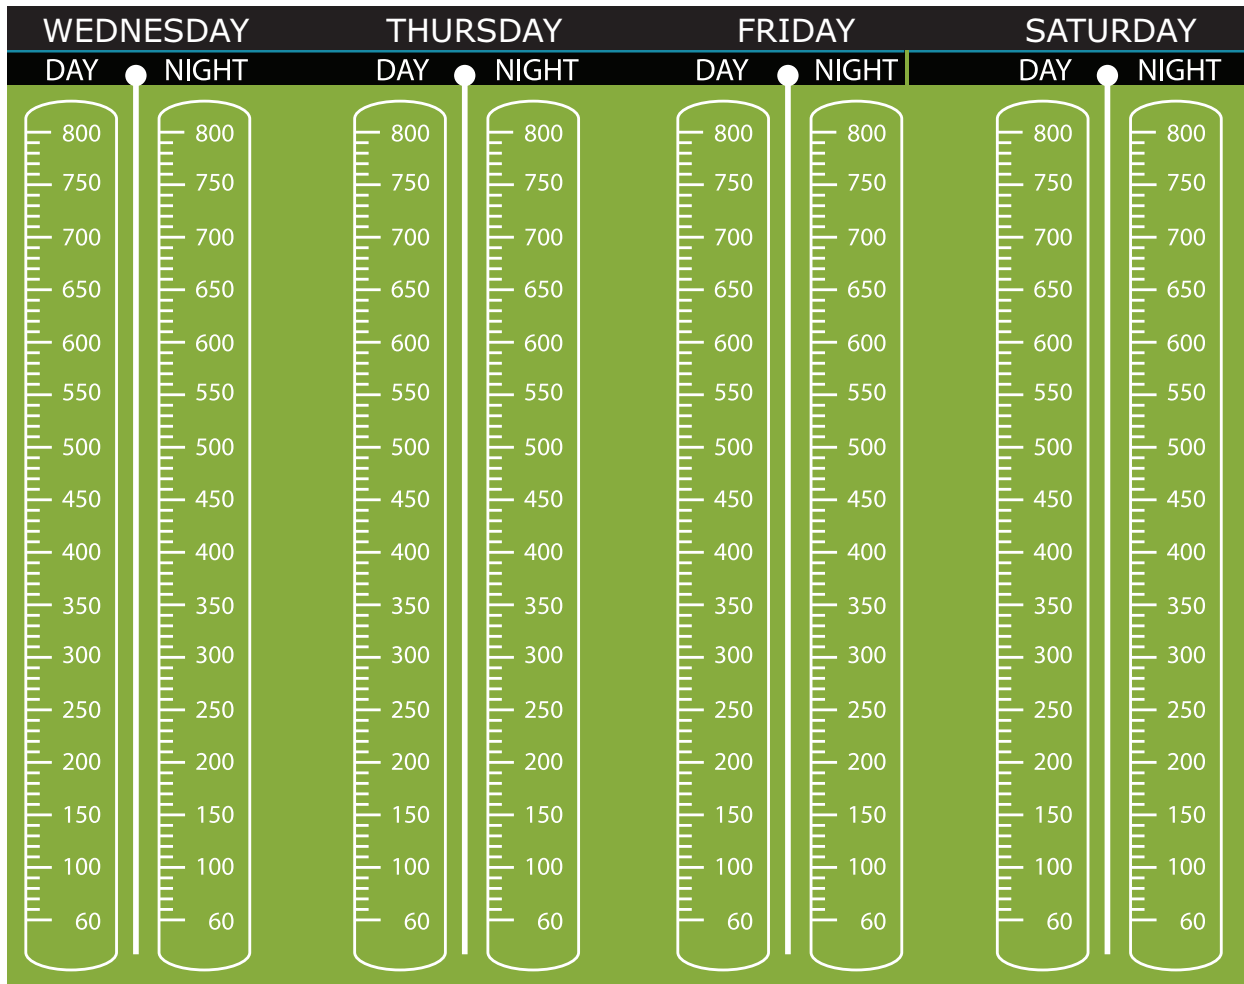 WEDNESDAY THURSDAY FRIDAY SATURDAY
DAY NIGHT DAY NIGHT DAY NIGHT DAY NIGHT
800 800 800 800 800 800 800 800
750 750 750 750 750 750 750 750
700 700 700 700 700 700 700 700
650 650 650 650 650 650 650 650
600 600 600 600 600 600 600 600
550 550 550 550 550 550 550 550
500 500 500 500 500 500 500 500
450 450 450 450 450 450 450 450
400 400 400 400 400 400 400 400
350 350 350 350 350 350 350 350
300 300 300 300 300 300 300 300
250 250 250 250 250 250 250 250
200 200 200 200 200 200 200 200
150 150 150 150 150 150 150 150
100 100 100 100 100 100 100 100
60 60 60 60 60 60 60 60